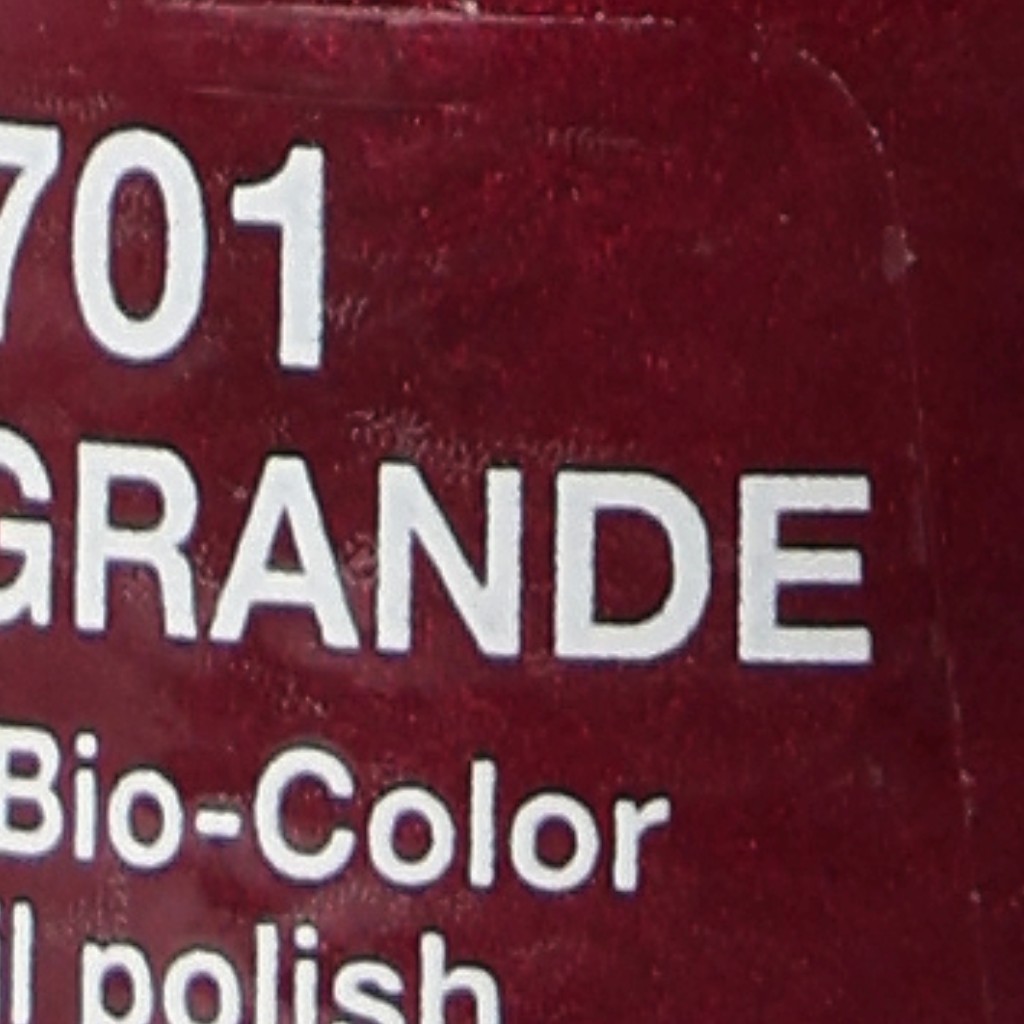 701
GRANDE
Bio-Color
l polish